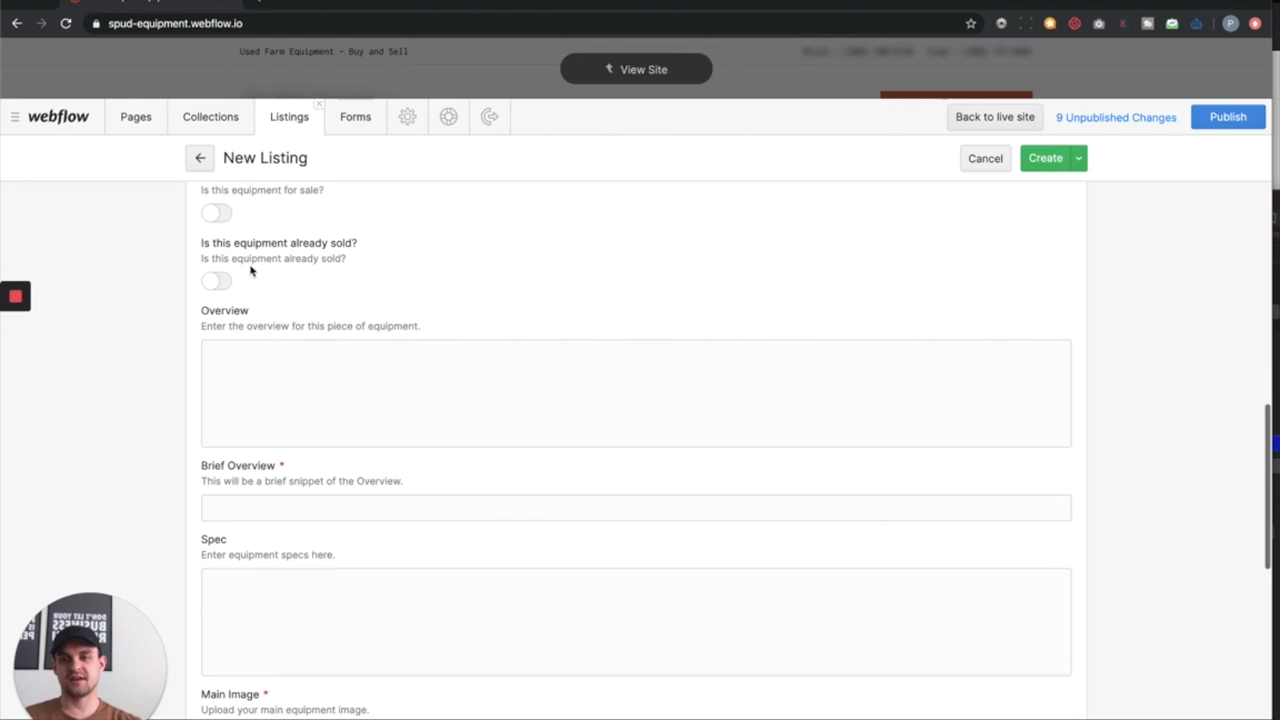 spud-equipment.webflow.io
P
Used Farm Equipment - Buy and Sell
View Site
webflow
Pages
Collections
Listings
Forms
Back to live site
9 Unpublished Changes
Publish
New Listing
Cancel
Create
Is this equipment for sale?
Is this equipment already sold?
Is this equipment already sold?
Overview
Enter the overview for this piece of equipment.
Brief Overview *
This will be a brief snippet of the Overview.
Spec
Enter equipment specs here.
Main Image *
Upload your main equipment image.